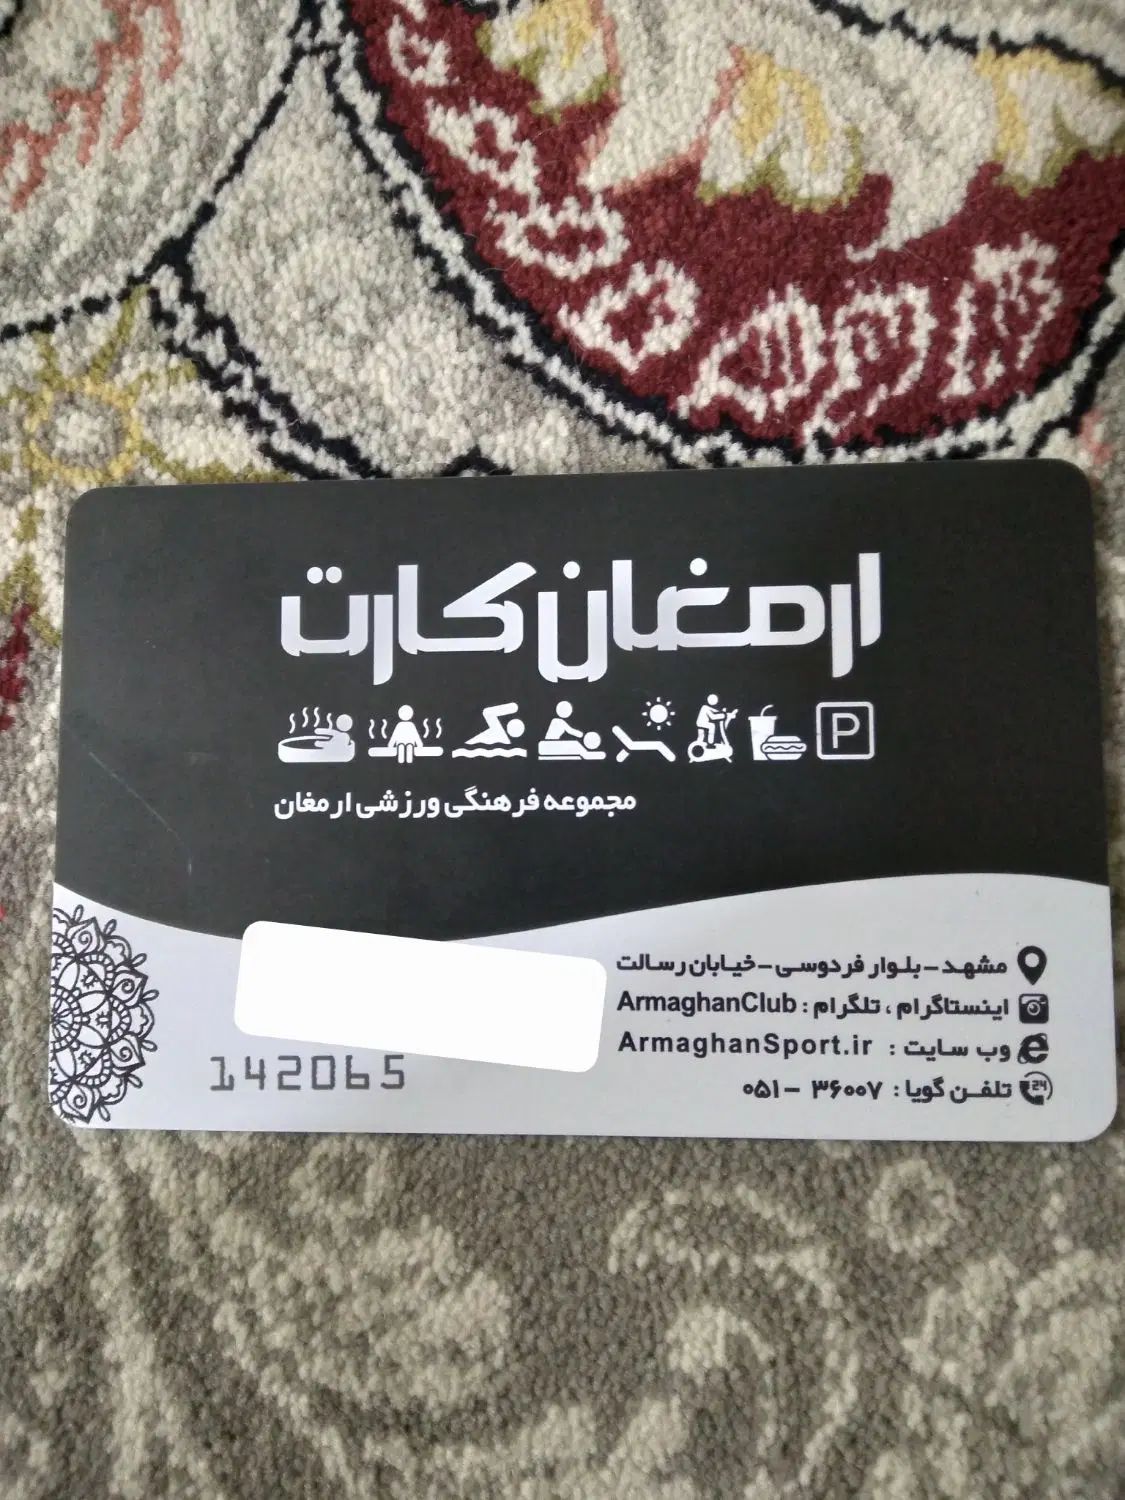 ارمغان کارت
P
مجموعه فرهنگی ورزشی ارمغان
مشهد-بلوار فردوسی-خیابان رسالت
اینستاگرام ، تلگرام : ArmaghanClub
وب سایت : ArmaghanSport.ir
24
تلفن گویا : ۳۶۰۰۷ - ۰۵۱
142065